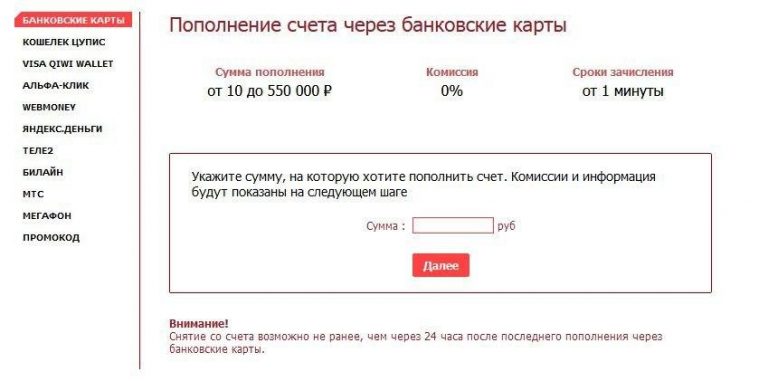 БАНКОВСКИЕ КАРТЫ
КОШЕЛЕК ЦУПИС
VISA QIWI WALLET
АЛЬФА-КЛИК
WEBMONEY
ЯНДЕКС.ДЕНЬГИ
ТЕЛЕ2
БИЛАЙН
МТС
МЕГАФОН
ПРОМОКОД
Пополнение счета через банковские карты
Сумма пополнения
от 10 до 550 000 ₽
Комиссия
0%
Сроки зачисления
от 1 минуты
Укажите сумму, на которую хотите пополнить счет. Комиссии и информация
будут показаны на следующем шаге
Сумма : руб
Далее
Внимание!
Снятие со счета возможно не ранее, чем через 24 часа после последнего пополнения через
банковские карты.